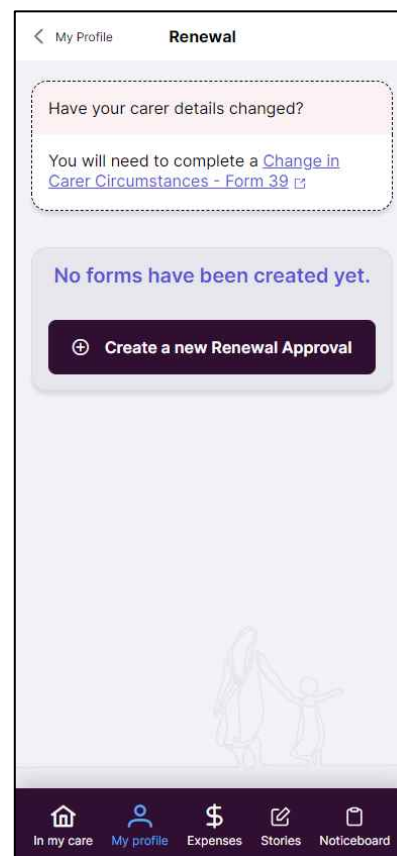 My Profile Renewal
Have your carer details changed?
You will need to complete a Change in
Carer Circumstances - Form 39
No forms have been created yet.
Create a new Renewal Approval
In my care My profile Expenses Stories Noticeboard